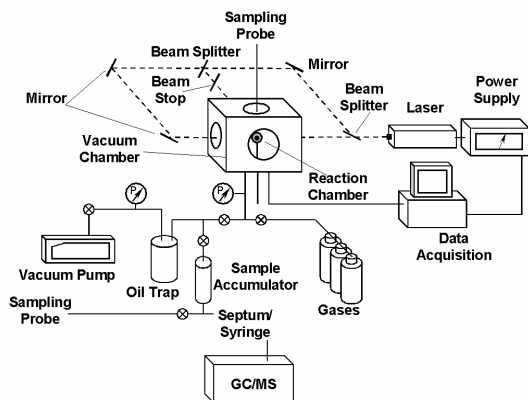 Sampling
Probe
Beam Splitter
Mirror
Beam
Stop
Beam
Splitter
Power
Supply
Laser
Mirror
Vacuum
Chamber
Reaction
Chamber
P
P
Data
Acquisition
Vacuum Pump
Oil Trap
Sample
Accumulator
Gases
Sampling
Probe
Septum/
Syringe
GC/MS